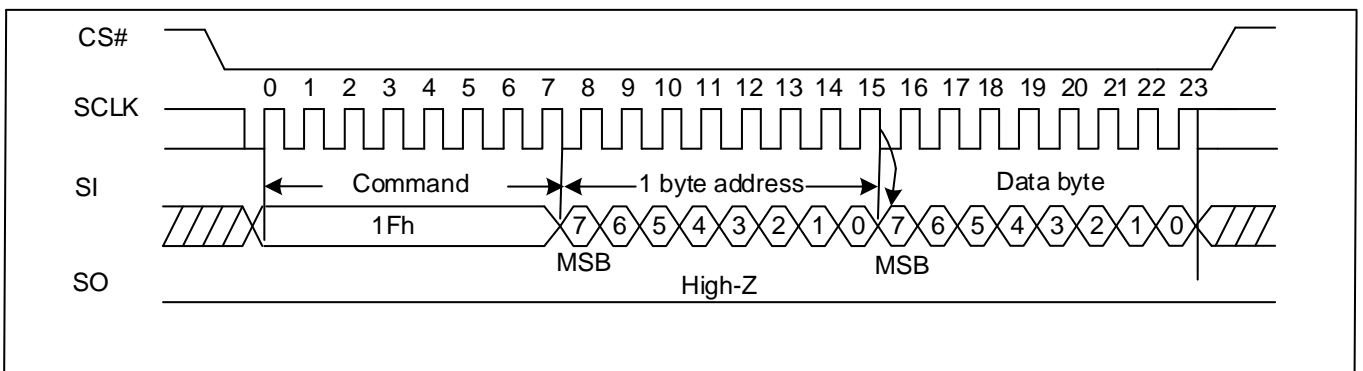 CS#
0 1 2 3 4 5 6 7 8 9 10 11 12 13 14 15 16 17 18 19 20 21 22 23
SCLK
SI
Command 1 byte address Data byte
1Fh 7 6 5 4 3 2 1 0 7 6 5 4 3 2 1 0
MSB MSB
SO
High-Z